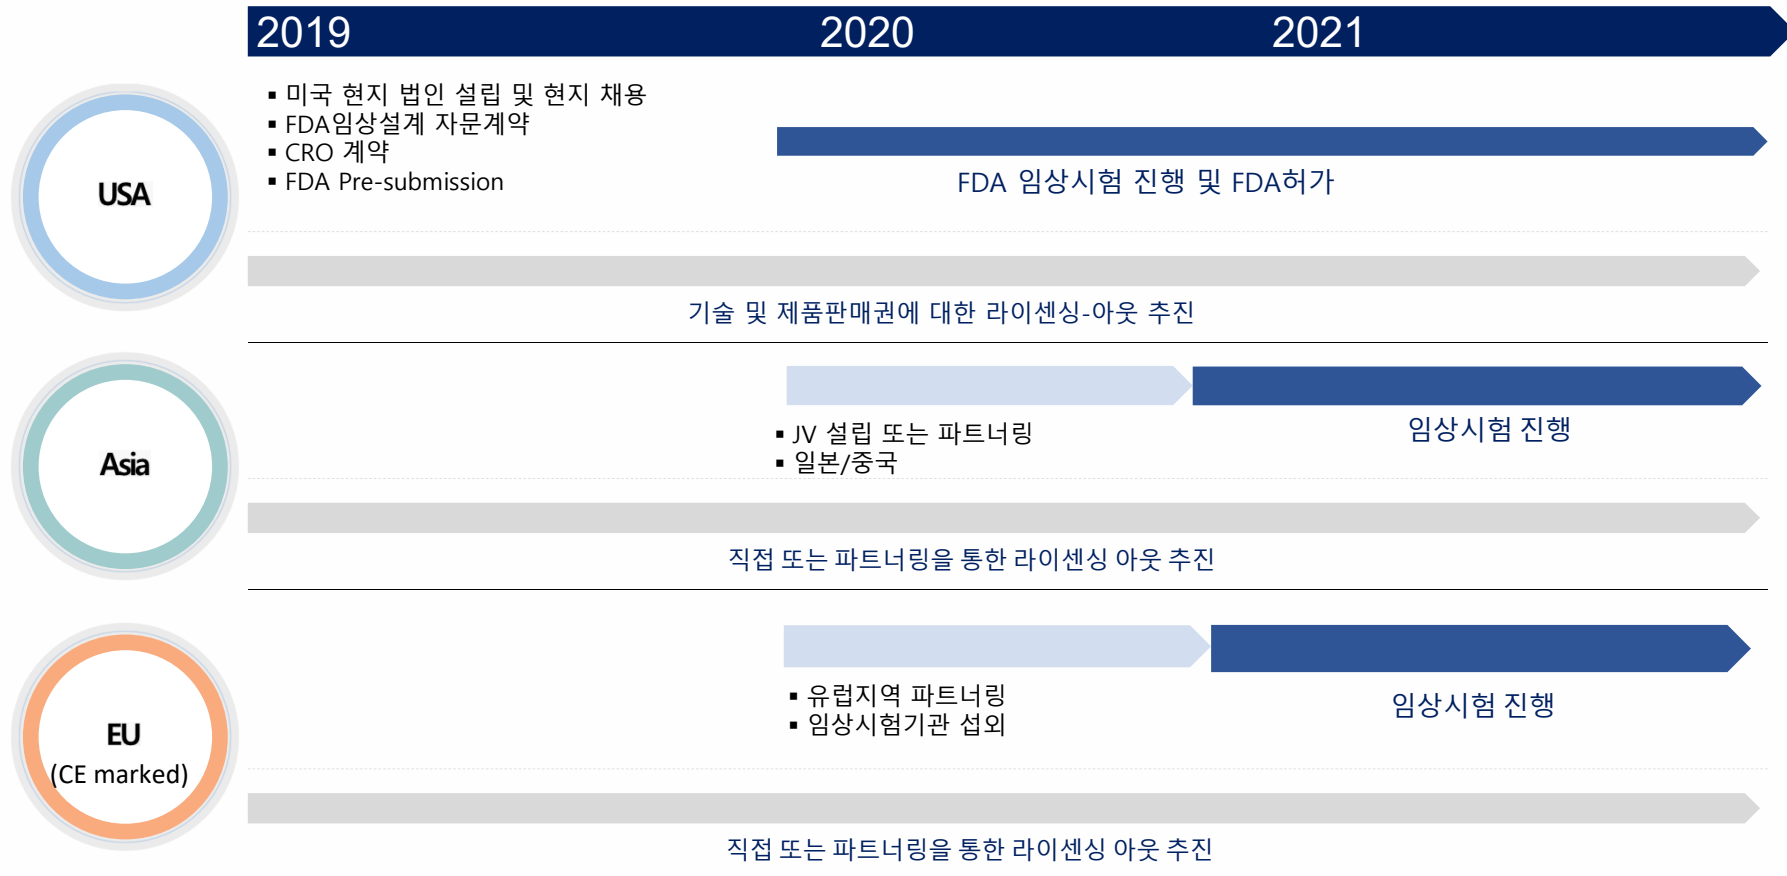 2019 2020 2021
USA
▪ 미국 현지 법인 설립 및 현지 채용
▪ FDA임상설계 자문계약
▪ CRO 계약
▪ FDA Pre-submission
FDA 임상시험 진행 및 FDA허가
기술 및 제품판매권에 대한 라이센싱-아웃 추진
Asia
▪ JV 설립 또는 파트너링
▪ 일본/중국
임상시험 진행
직접 또는 파트너링을 통한 라이센싱 아웃 추진
EU
(CE marked)
▪ 유럽지역 파트너링
▪ 임상시험기관 섭외
임상시험 진행
직접 또는 파트너링을 통한 라이센싱 아웃 추진